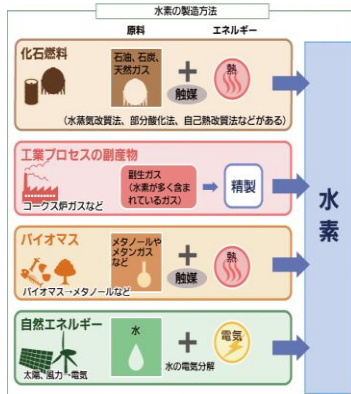 水素の製造方法
原料 エネルギー
化石燃料
石油、石炭、
天然ガス
+
触媒
熱
(水蒸気改質法、部分酸化法、自己熱改質法などがある)
工業プロセスの副産物
コークス炉ガスなど
副生ガス
(水素が多く含ま
れているガス)
精製
バイオマス
バイオマス→メタノールなど
メタノールや
メタンガス
など
+
触媒
熱
自然エネルギー
太陽、風力→電気
水
+
水の電気分解
電気
水素